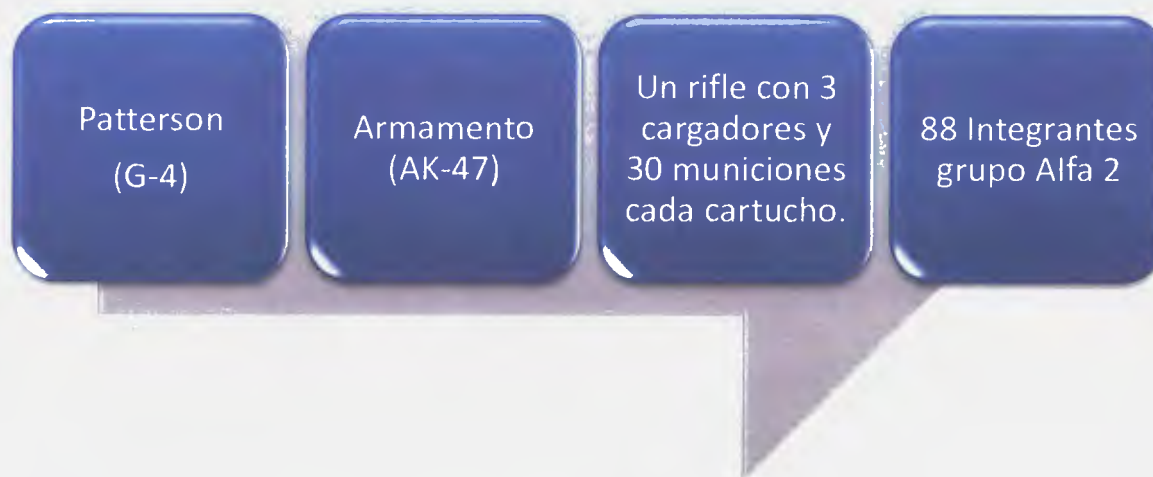 Patterson
(G-4)
Armamento
(AK-47)
Un rifle con 3
cargadores y
30 municiones
cada cartucho.
88 Integrantes
grupo Alfa 2